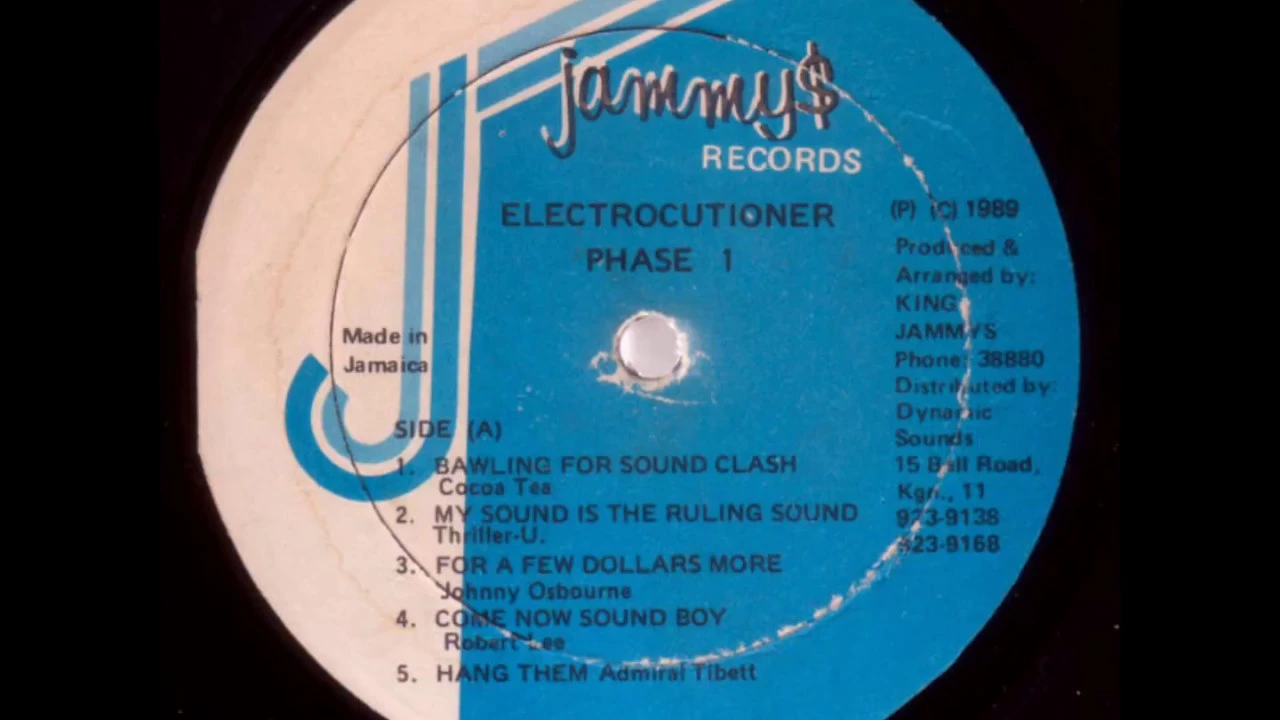 jammy$
RECORDS
ELECTROCUTIONER
PHASE 1
(P) (C) 1989
Produced &
Arranged by:
KING
JAMMYS
Phone: 38880
Distributed by:
Dynamic
Sounds
15 Bell Road,
Kgn., 11
923-9138
923-9168
Made in
Jamaica
SIDE (A)
1. BAWLING FOR SOUND CLASH
Cocoa Tea
2. MY SOUND IS THE RULING SOUND
Thriller-U.
3. FOR A FEW DOLLARS MORE
Johnny Osbourne
4. COME NOW SOUND BOY
Robert Lee
5. HANG THEM Admiral Tibett